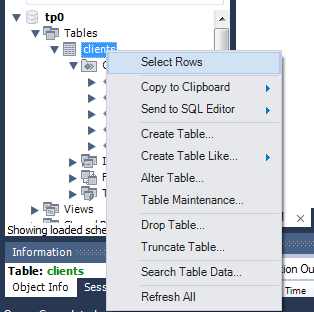 tp0
Tables
clients
Select Rows
Copy to Clipboard
Send to SQL Editor
Create Table...
Create Table Like...
Alter Table...
Table Maintenance...
Drop Table...
Truncate Table...
Search Table Data...
Refresh All
Views
Showing loaded sche
Information
Table: clients
Object Info Sess
ion Out
Time